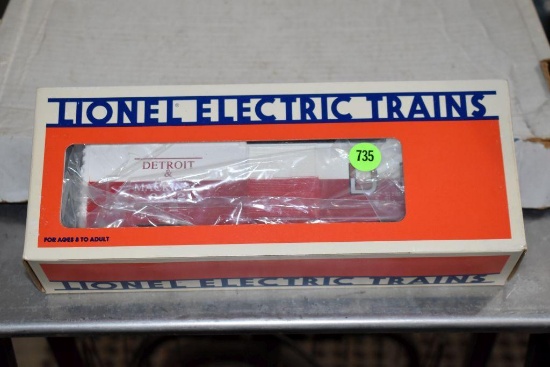 LIONEL ELECTRIC TRAINS
DETROIT
&
735
FOR AGES 8 TO ADULT
LIONEL ELECTRIC TRAINS